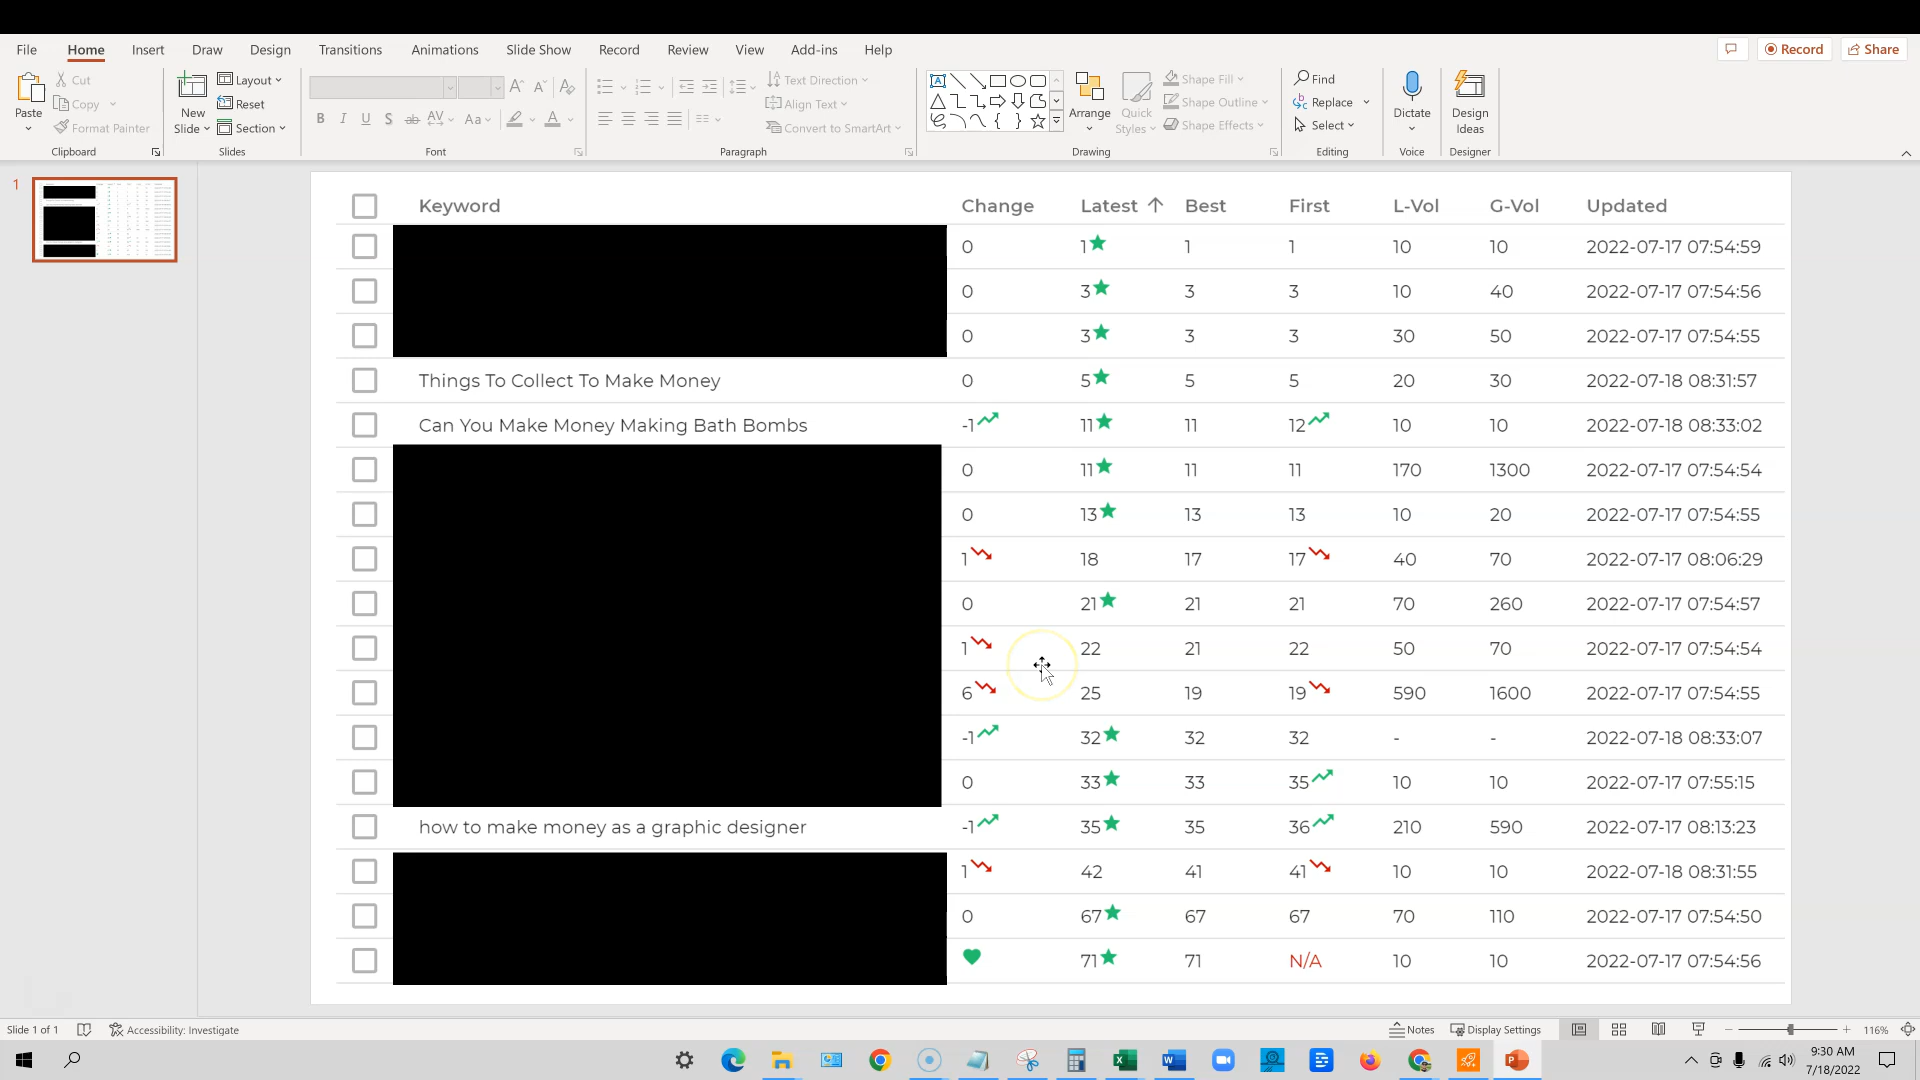 File Home Insert Draw Design Transitions Animations Slide Show Record Review View Add-ins Help Record Share
Paste Cut Copy Format Painter Clipboard
New Slide Layout Reset Section Slides
B I U S ab AV Aa A Font
Text Direction Align Text Convert to SmartArt Paragraph
Arrange Quick Styles Shape Fill Shape Outline Shape Effects Drawing
Find Replace Select Editing
Dictate Voice
Design Ideas Designer
1
Keyword Change Latest Best First L-Vol G-Vol Updated
0 1 1 1 10 10 2022-07-17 07:54:59
0 3 3 3 10 40 2022-07-17 07:54:56
0 3 3 3 30 50 2022-07-17 07:54:55
Things To Collect To Make Money 0 5 5 5 20 30 2022-07-18 08:31:57
Can You Make Money Making Bath Bombs -1 11 11 12 10 10 2022-07-18 08:33:02
0 11 11 11 170 1300 2022-07-17 07:54:54
0 13 13 13 10 20 2022-07-17 07:54:55
1 18 17 17 40 70 2022-07-17 08:06:29
0 21 21 21 70 260 2022-07-17 07:54:57
1 22 21 22 50 70 2022-07-17 07:54:54
6 25 19 19 590 1600 2022-07-17 07:54:55
-1 32 32 32 - - 2022-07-18 08:33:07
0 33 33 35 10 10 2022-07-17 07:55:15
how to make money as a graphic designer -1 35 35 36 210 590 2022-07-17 08:13:23
1 42 41 41 10 10 2022-07-18 08:31:55
0 67 67 67 70 110 2022-07-17 07:54:50
71 71 N/A 10 10 2022-07-17 07:54:56
Slide 1 of 1 Accessibility: Investigate Notes Display Settings 116%
9:30 AM
7/18/2022